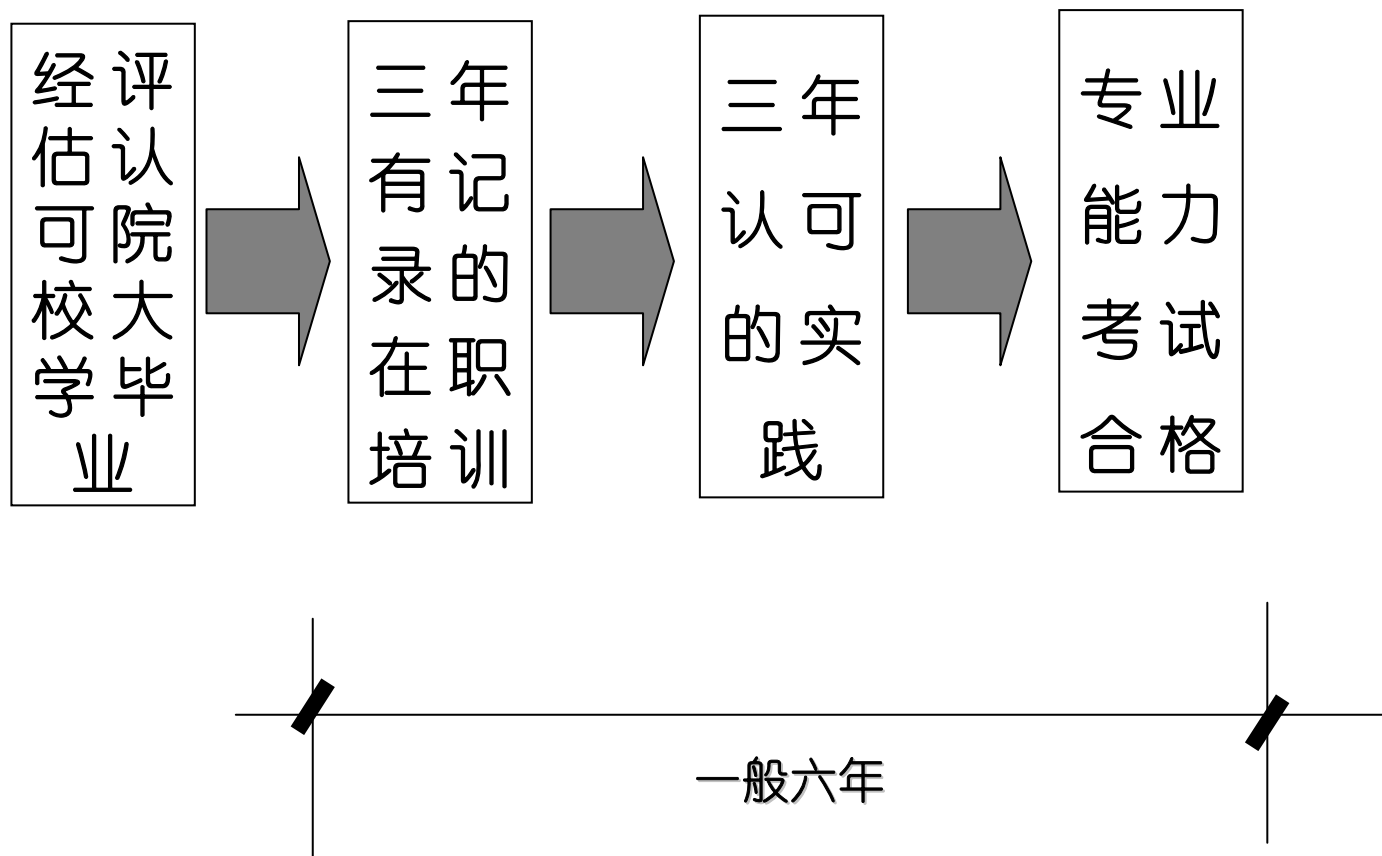 经评
估认
可院
校大
学毕
业
三年
有记
录的
在职
培训
三年
认可
的实
践
专业
能力
考试
合格
一般六年